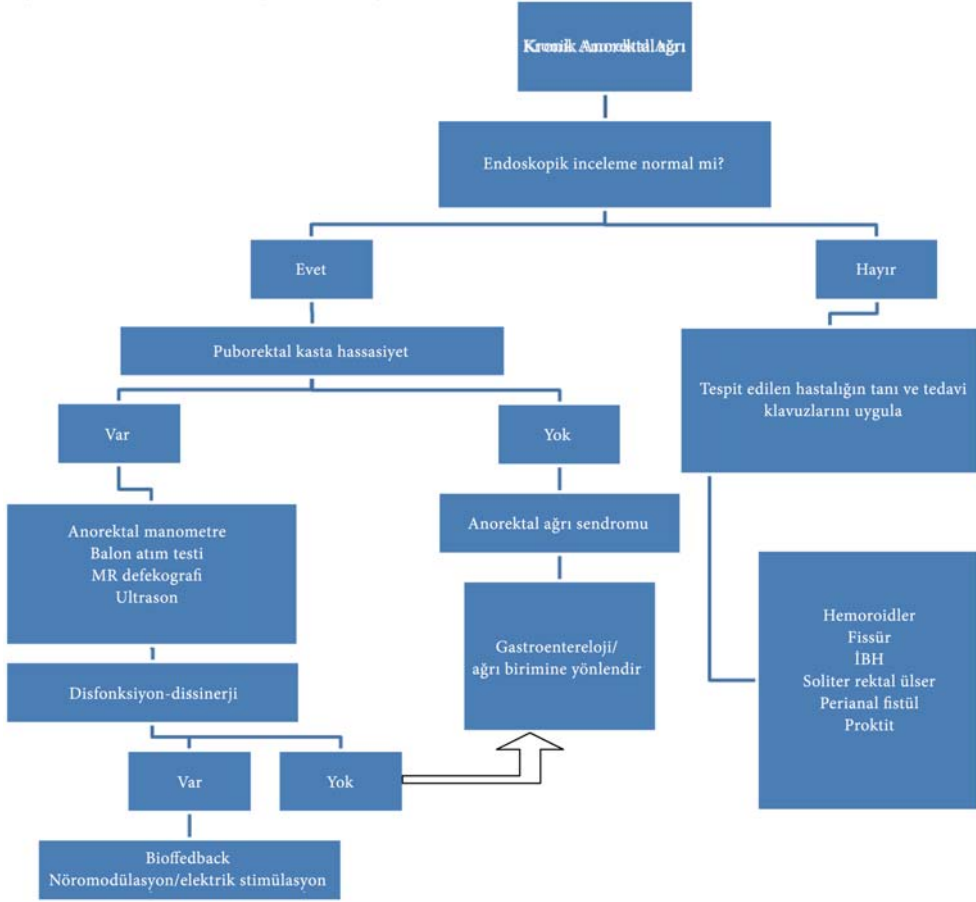 Kronik Anorektal Ağrı
Endoskopik inceleme normal mi?
Evet
Hayır
Puborektal kasta hassasiyet
Tespit edilen hastalığın tanı ve tedavi
klavuzlarını uygula
Var
Yok
Anorektal manometre
Balon atım testi
MR defekografi
Ultrason
Anorektal ağrı sendromu
Hemoroidler
Fissür
İBH
Soliter rektal ülser
Perianal fistül
Proktit
Gastroentereloji/
ağrı birimine yönlendir
Disfonksiyon-dissinerji
Var
Yok
Bioffedback
Nöromodülasyon/elektrik stimülasyon